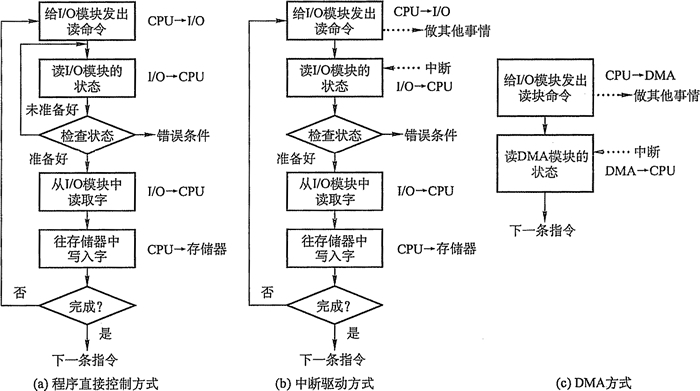 给I/O模块发出
读命令
CPU→I/O
读I/O模块的
状态
I/O→CPU
未准备好
检查状态
错误条件
准备好
从I/O模块中
读取字
I/O→CPU
往存储器中
写入字
CPU→存储器
否
完成?
是
下一条指令
(a) 程序直接控制方式
给I/O模块发出
读命令
CPU→I/O
做其他事情
读I/O模块的
状态
中断
I/O→CPU
检查状态
错误条件
准备好
从I/O模块中
读取字
I/O→CPU
往存储器中
写入字
CPU→存储器
否
完成?
是
下一条指令
(b) 中断驱动方式
给I/O模块发出
读块命令
CPU→DMA
做其他事情
读DMA模块的
状态
中断
DMA→CPU
下一条指令
(c) DMA方式